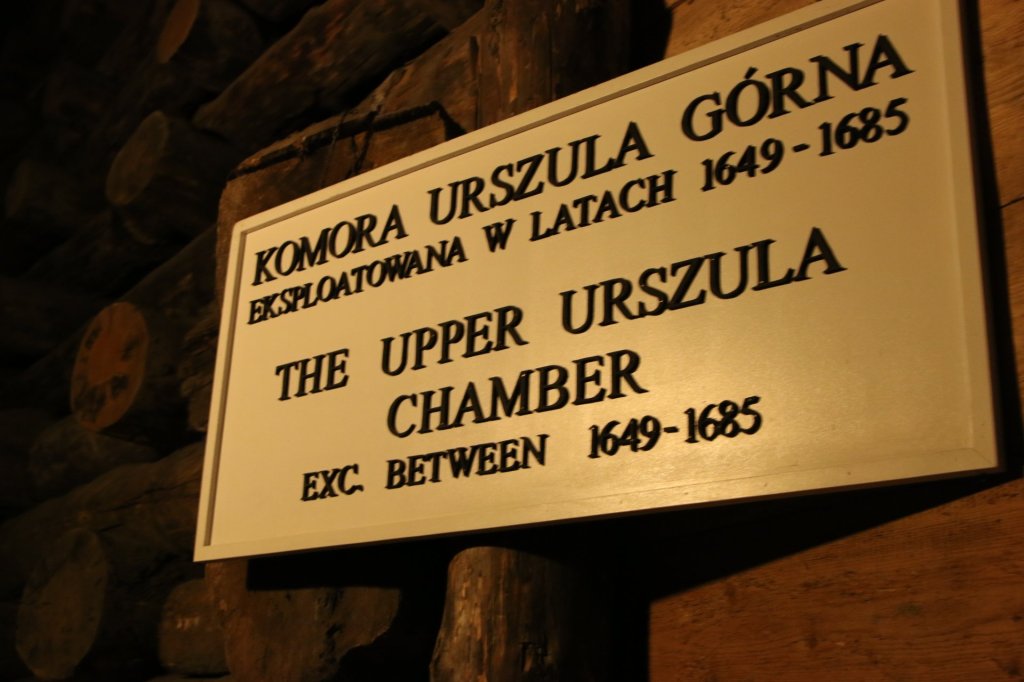 KOMORA URSZULA GÓRNA
EKSPLOATOWANA W LATACH 1649 - 1685
THE UPPER URSZULA
CHAMBER
EXC. BETWEEN 1649 - 1685